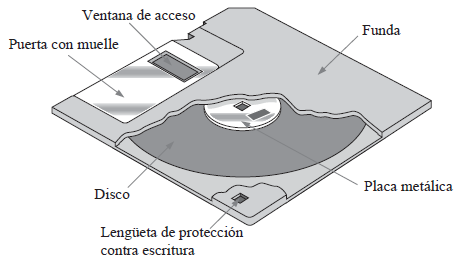 Ventana de acceso
Puerta con muelle
Funda
Disco
Placa metálica
Lengüeta de protección
contra escritura